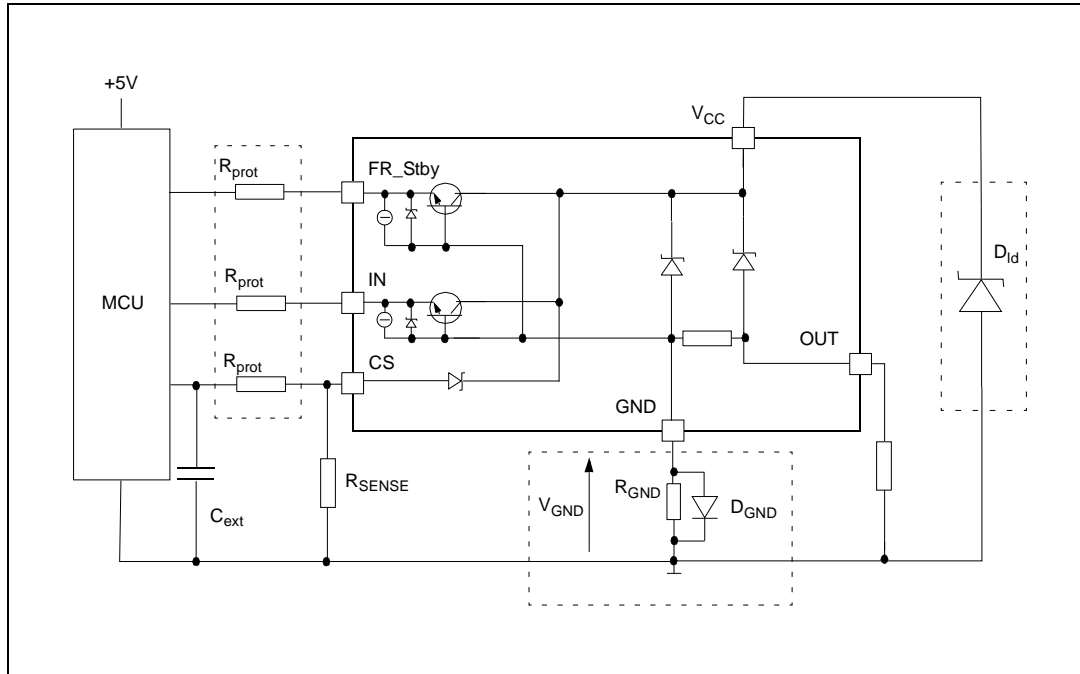 +5V
VCC
Rprot
FR_Stby
Dld
Rprot
IN
MCU
OUT
Rprot
CS
GND
RSENSE
RGND
VGND
DGND
Cext